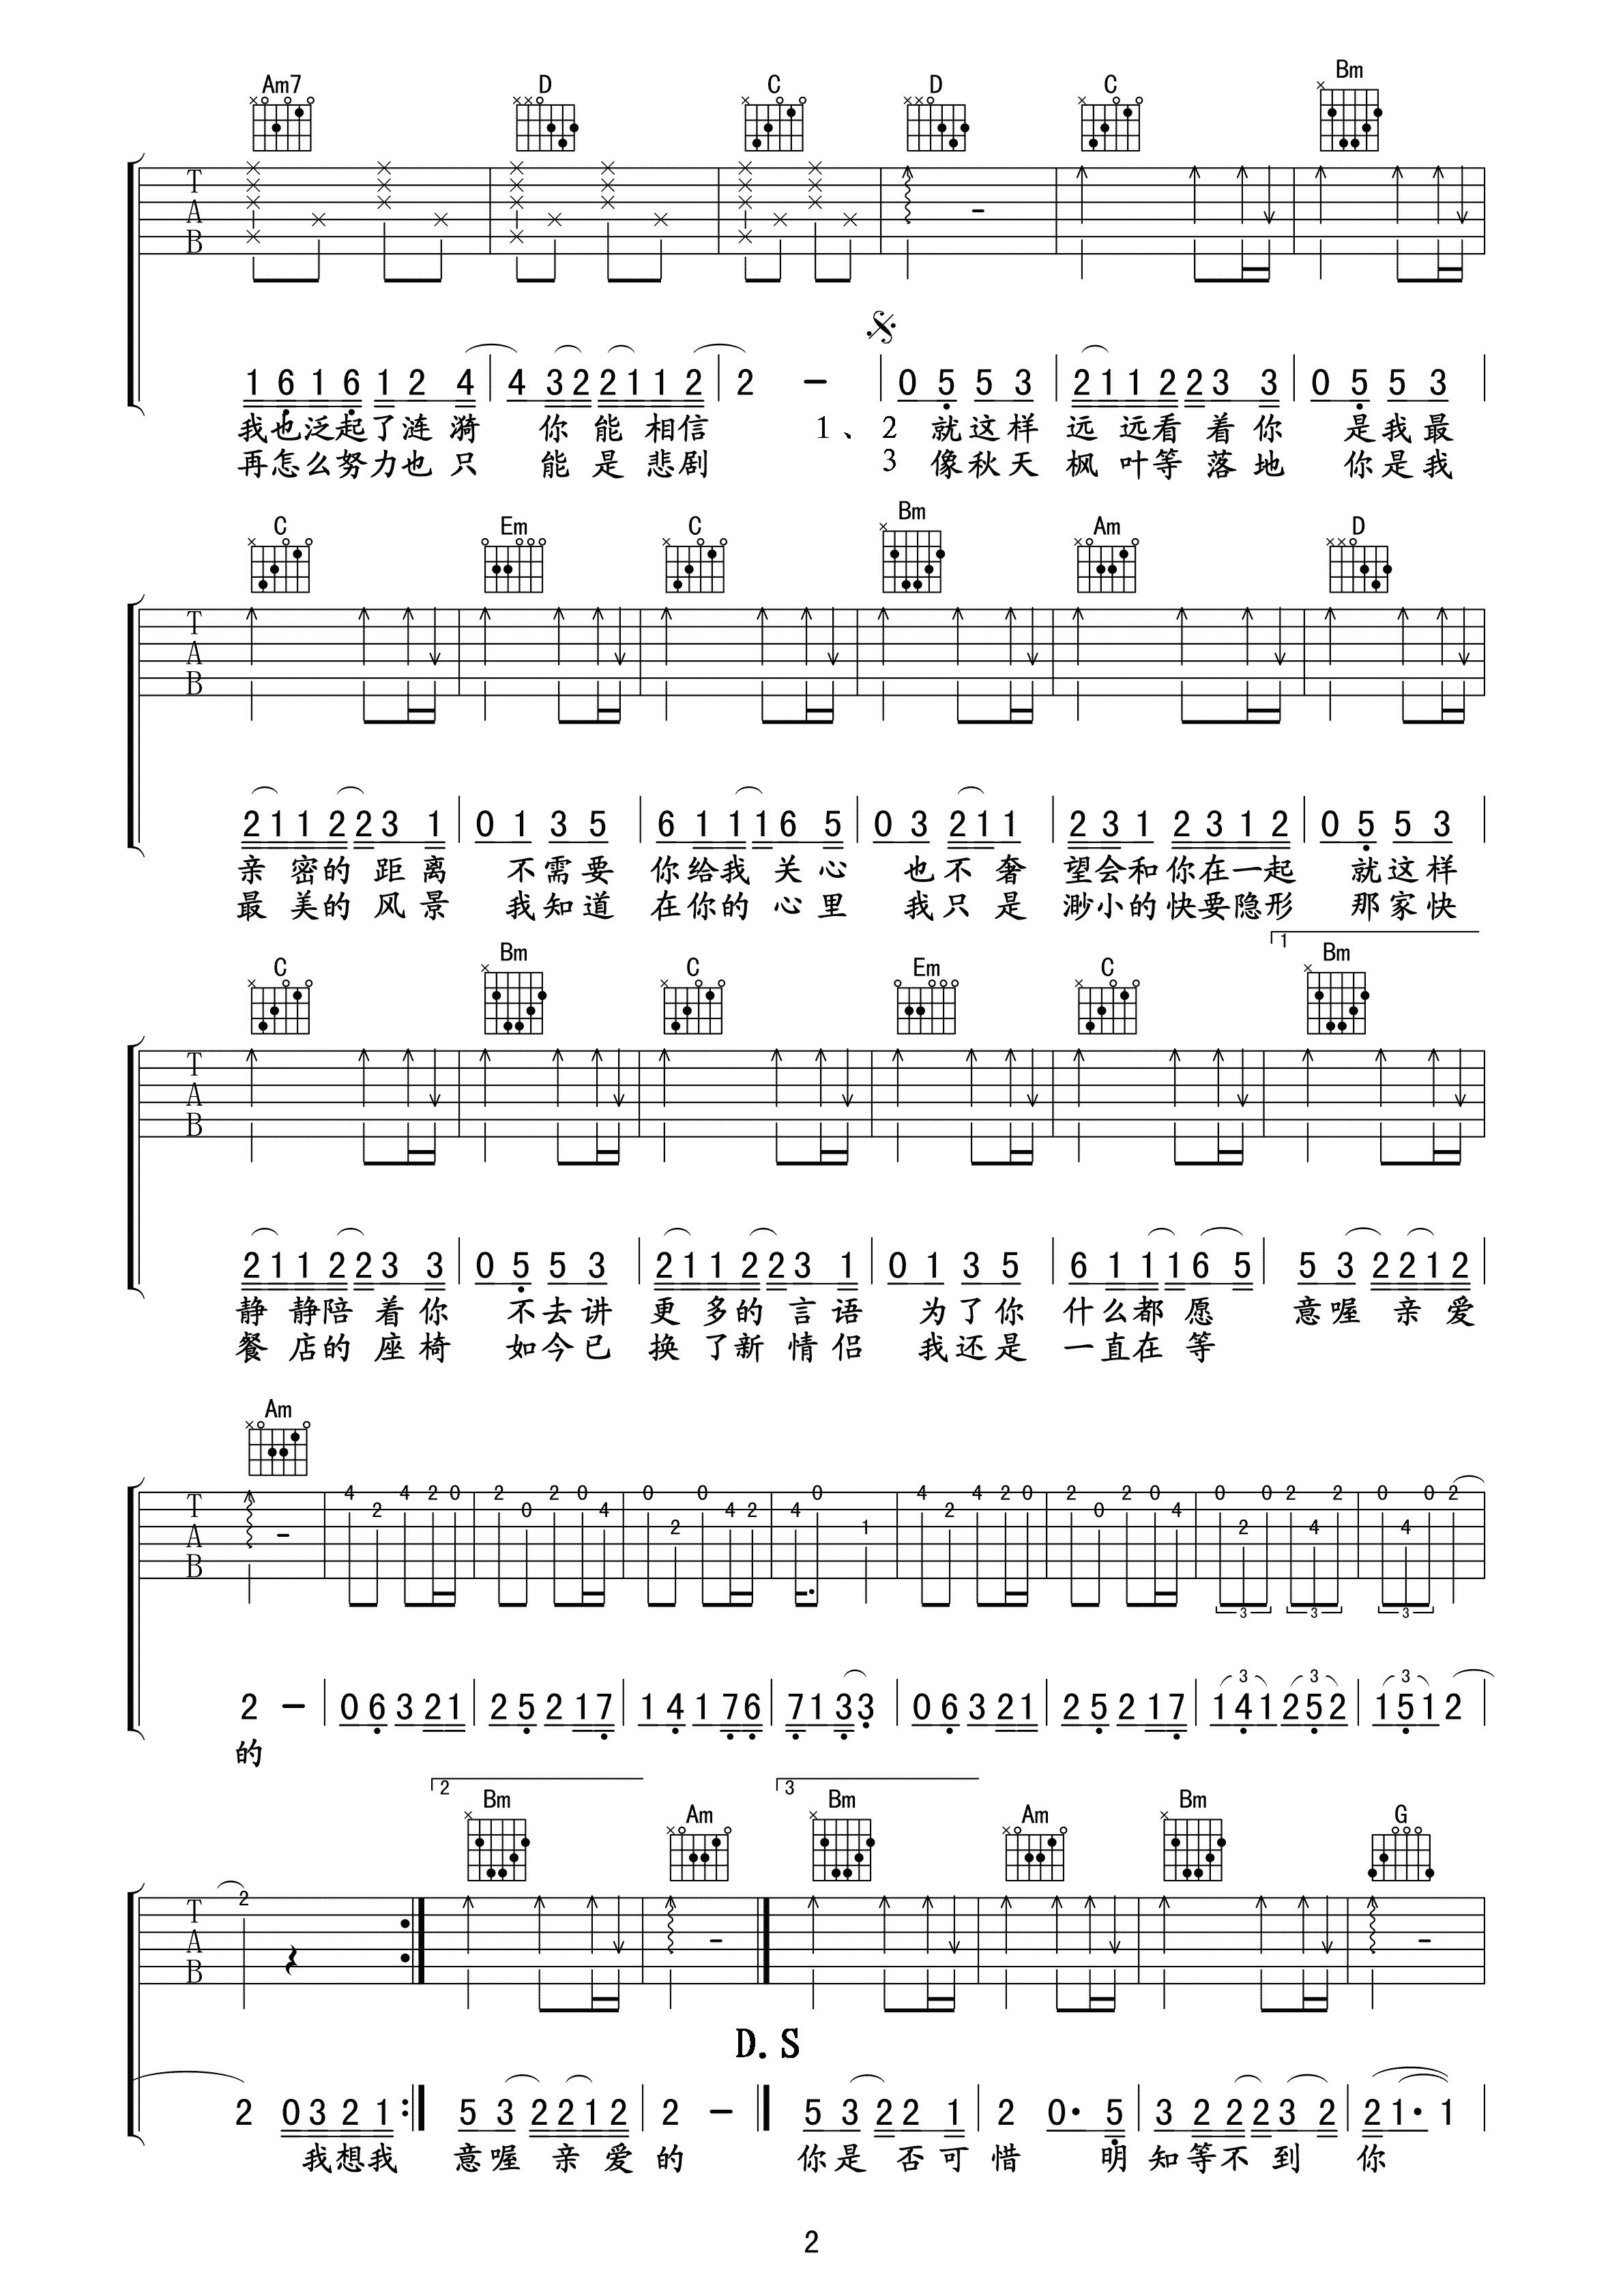 Am7 D C D C Bm
T
A
B
1 6 1 6 1 2 4 4 3 2 2 1 1 2 2 - 0 5 5 3 2 1 1 2 2 3 3 0 5 5 3
我也泛起了涟漪 你能相信 1、2 就这样远远看着你 是我最
再怎么努力也只能是悲剧 3 像秋天枫叶等落地 你是我
C Em C Bm Am D
T
A
B
2 1 1 2 2 3 1 0 1 3 5 6 1 1 1 6 5 0 3 2 1 1 2 3 1 2 3 1 2 0 5 5 3
亲密的距离 不需要你给我关心 也不奢望会和你在一起 就这样
最美的风景 我知道在你的心里 我只是渺小的快要隐形 那家快
1
C Bm C Em C Bm
T
A
B
2 1 1 2 2 3 3 0 5 5 3 2 1 1 2 2 3 1 0 1 3 5 6 1 1 1 6 5 5 3 2 2 1 2
静静陪着你 不去讲更多的言语 为了你什么都愿意喔亲爱
餐店的座椅 如今已换了新情侣 我还是一直在等
Am
T
A
B
4 2 4 2 0 2 0 2 0 4 0 2 0 4 2 4 0 1 4 2 4 2 0 2 0 2 0 4 0 2 0 2 4 2 0 4 0 2
3 3 3
3 3 3
2 - 0 6 3 2 1 2 5 2 1 7 1 4 1 7 6 7 1 3 3 0 6 3 2 1 2 5 2 1 7 1 4 1 2 5 2 1 5 1 2
的
2 3
Bm Am Bm Am Bm G
T
A
B
2
D.S
2 0 3 2 1 5 3 2 2 1 2 2 - 5 3 2 2 1 2 0· 5 3 2 2 2 3 2 2 1· 1
我想我 意喔亲爱的 你是否可惜 明知等不到你
2